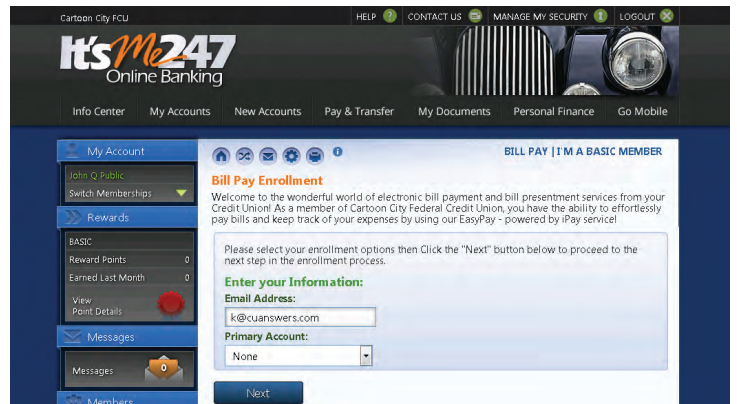 Cartoon City FCU
HELP ?
CONTACT US
MANAGE MY SECURITY
LOGOUT
It's Me 247
Online Banking
Info Center My Accounts New Accounts Pay & Transfer My Documents Personal Finance Go Mobile
My Account
John Q Public
Switch Memberships
Rewards
BASIC
Reward Points 0
Earned Last Month 0
View
Point Details
Messages
Messages 0
Members
BILL PAY | I'M A BASIC MEMBER
Bill Pay Enrollment
Welcome to the wonderful world of electronic bill payment and bill presentment services from your
Credit Union! As a member of Cartoon City Federal Credit Union, you have the ability to effortlessly
pay bills and keep track of your expenses by using our EasyPay - powered by iPay service!
Please select your enrollment options then Click the "Next" button below to proceed to the
next step in the enrollment process.
Enter your Information:
Email Address:
k@cuanswers.com
Primary Account:
None
Next